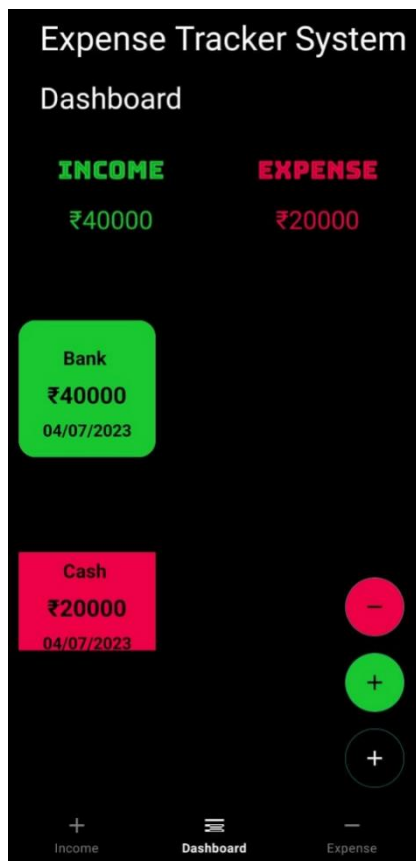 Expense Tracker System
Dashboard
INCOME EXPENSE
₹40000 ₹20000
Bank
₹40000
04/07/2023
Cash
₹20000
04/07/2023
−
+
+
+ −
Income Dashboard Expense